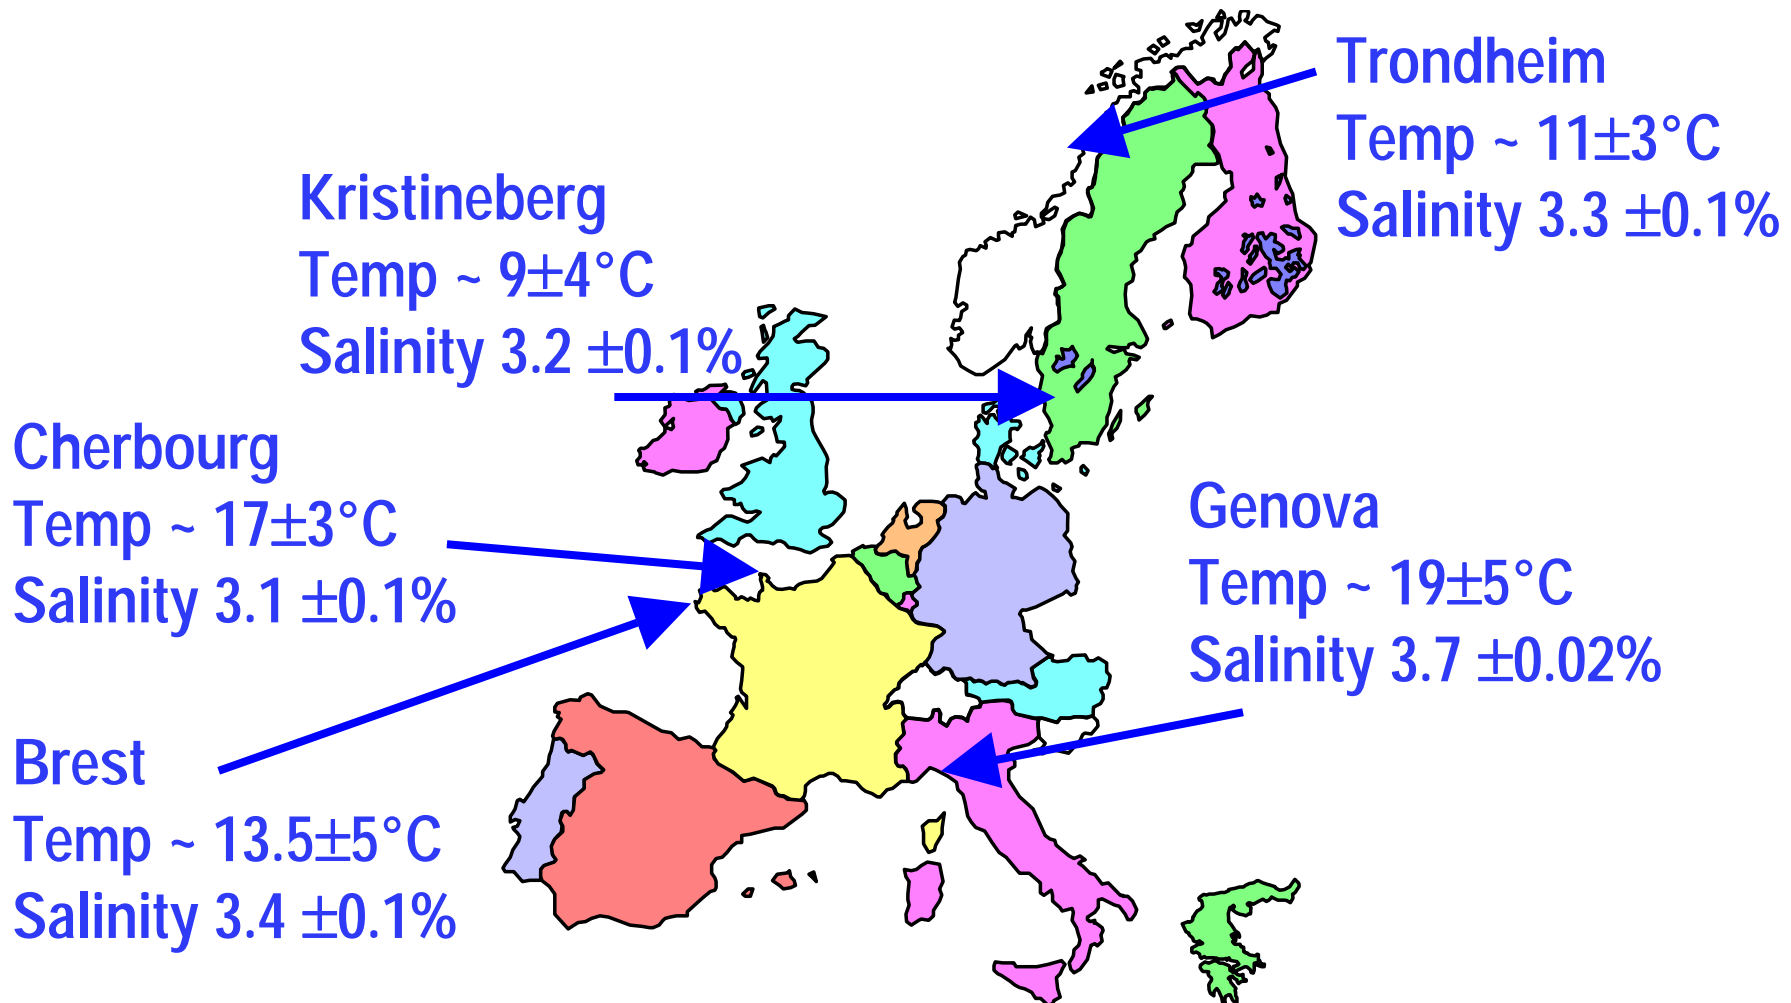 Trondheim
Temp ~ 11±3°C
Salinity 3.3 ±0.1%
Kristineberg
Temp ~ 9±4°C
Salinity 3.2 ±0.1%
Cherbourg
Temp ~ 17±3°C
Salinity 3.1 ±0.1%
Genova
Temp ~ 19±5°C
Salinity 3.7 ±0.02%
Brest
Temp ~ 13.5±5°C
Salinity 3.4 ±0.1%